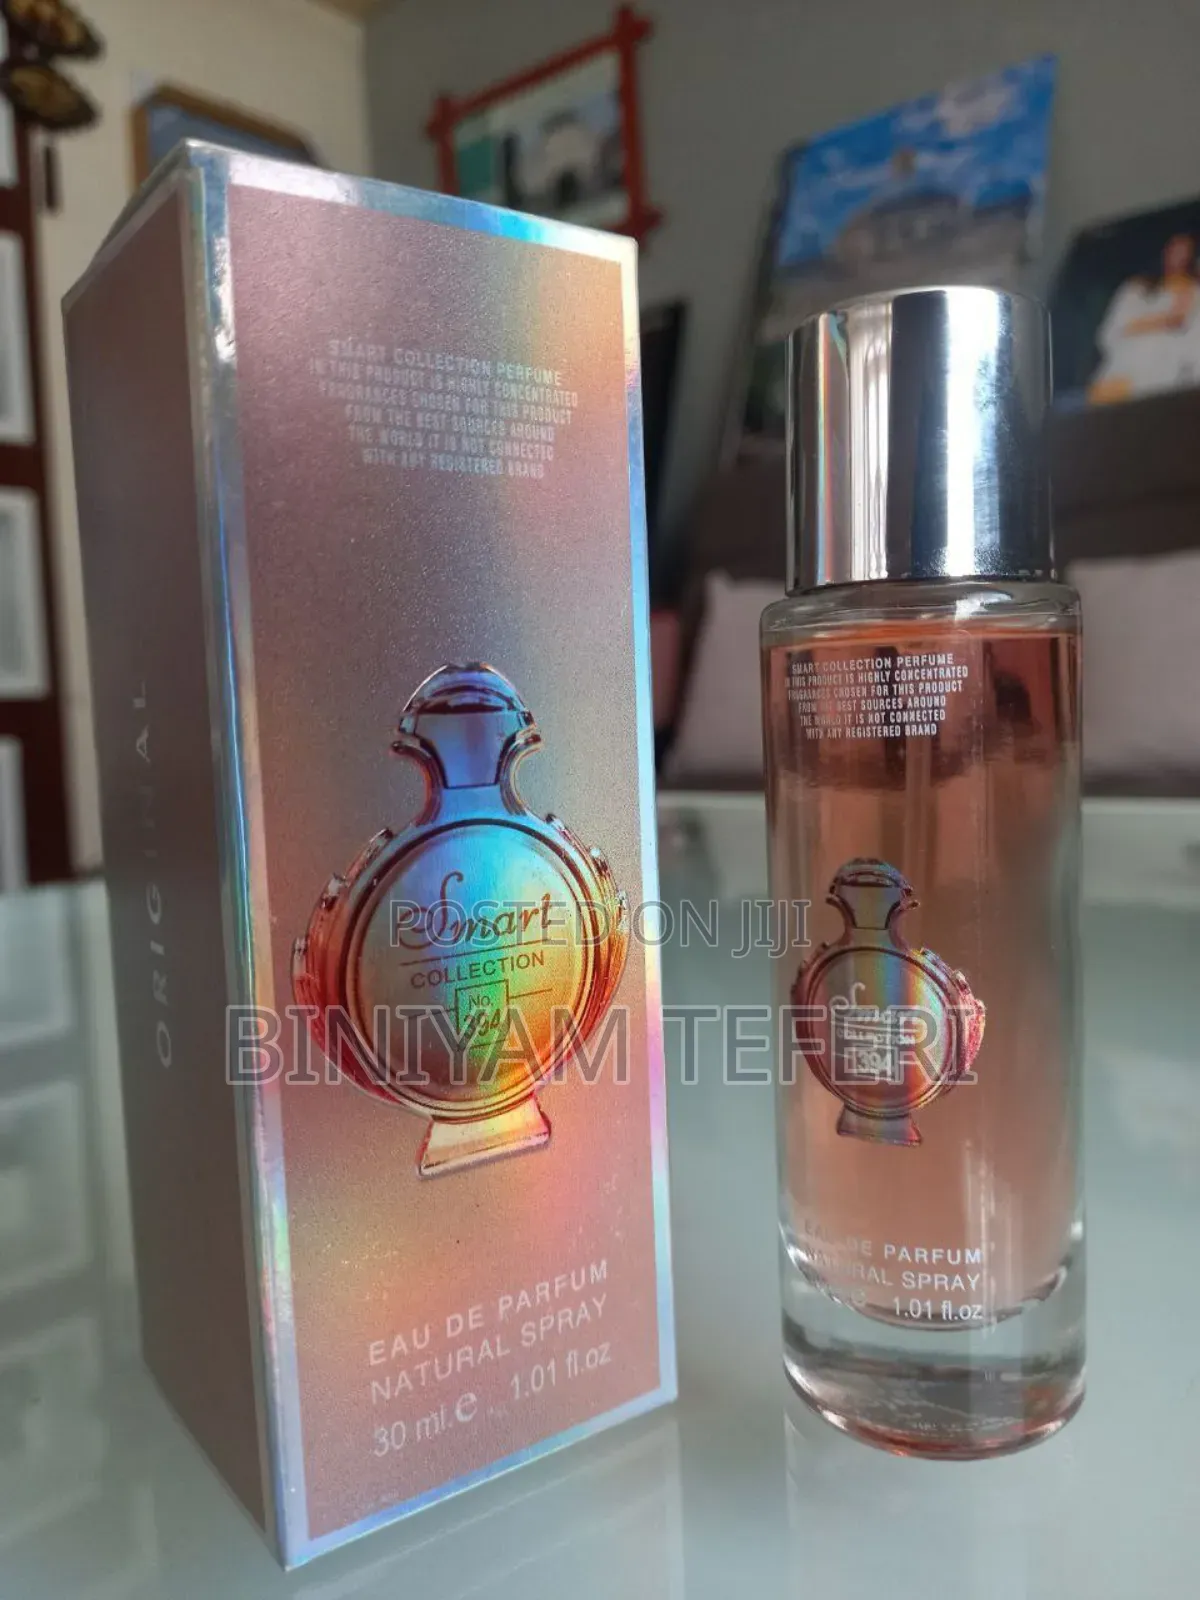 SMART COLLECTION PERFUME
IN THIS PRODUCT IS HIGHLY CONCENTRATED
FRAGRANCES CHOSEN FOR THIS PRODUCT
FROM THE BEST SOURCES AROUND
THE WORLD IT IS NOT CONNECTED
WITH ANY REGISTERED BRAND
ORIGINAL
Smart
COLLECTION
No.
394
EAU DE PARFUM
NATURAL SPRAY
30 ml.e 1.01 fl.oz
SMART COLLECTION PERFUME
IN THIS PRODUCT IS HIGHLY CONCENTRATED
FRAGRANCES CHOSEN FOR THIS PRODUCT
FROM THE BEST SOURCES AROUND
THE WORLD IT IS NOT CONNECTED
WITH ANY REGISTERED BRAND
Smart
COLLECTION
394
EAU DE PARFUM
NATURAL SPRAY
1.01 fl.oz
POSTED ON JIJI
BINIYAM TEFERI